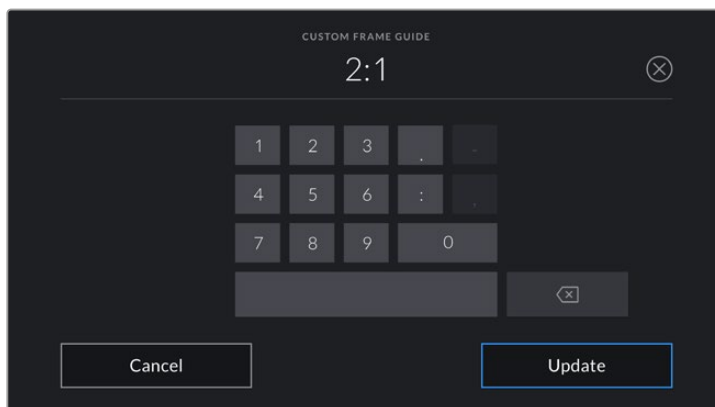 CUSTOM FRAME GUIDE
2:1
1 2 3 . -
4 5 6 : ,
7 8 9 0
Cancel Update